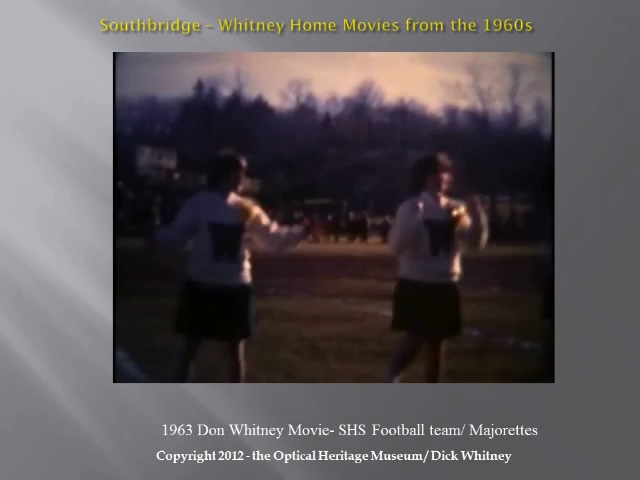 Southbridge - Whitney Home Movies from the 1960s
1963 Don Whitney Movie- SHS Football team/ Majorettes
Copyright 2012 - the Optical Heritage Museum / Dick Whitney